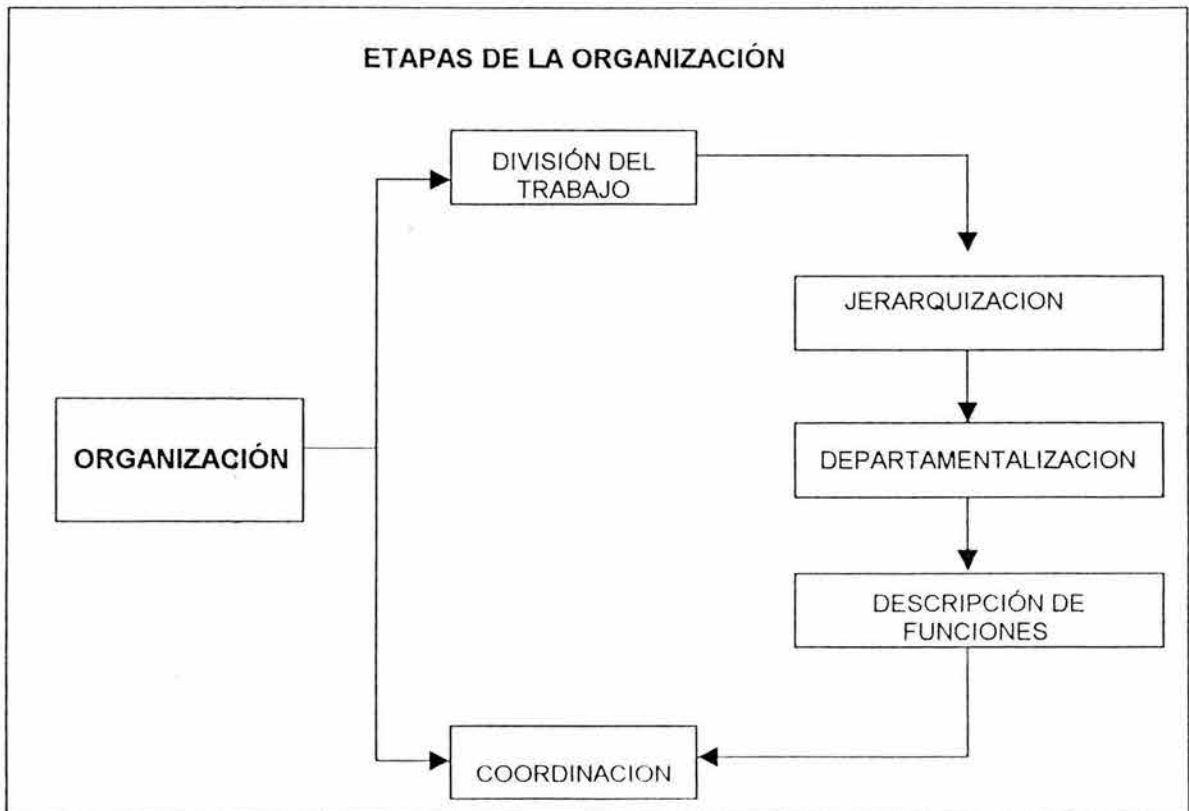 ETAPAS DE LA ORGANIZACIÓN
DIVISIÓN DEL
TRABAJO
JERARQUIZACION
ORGANIZACIÓN
DEPARTAMENTALIZACION
DESCRIPCIÓN DE
FUNCIONES
COORDINACION